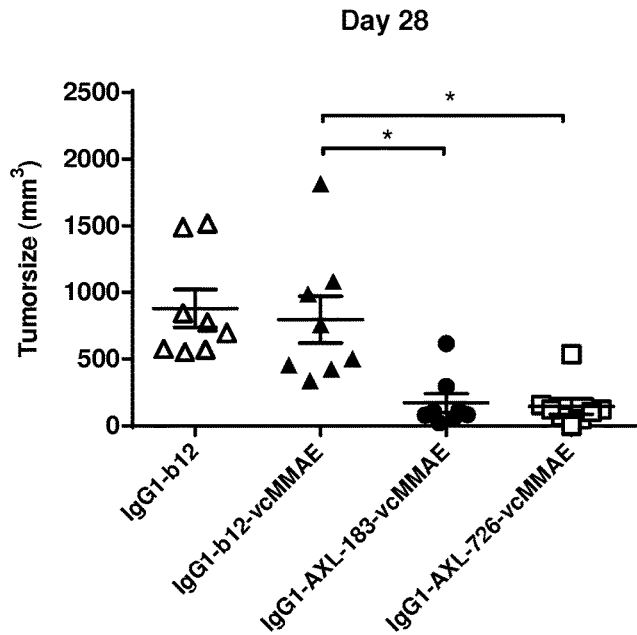 Day 28
Tumorsize (mm³)
2500
2000
1500
1000
500
0
*
*
IgG1-b12
IgG1-b12-vcMMAE
IgG1-AXL-183-vcMMAE
IgG1-AXL-726-vcMMAE